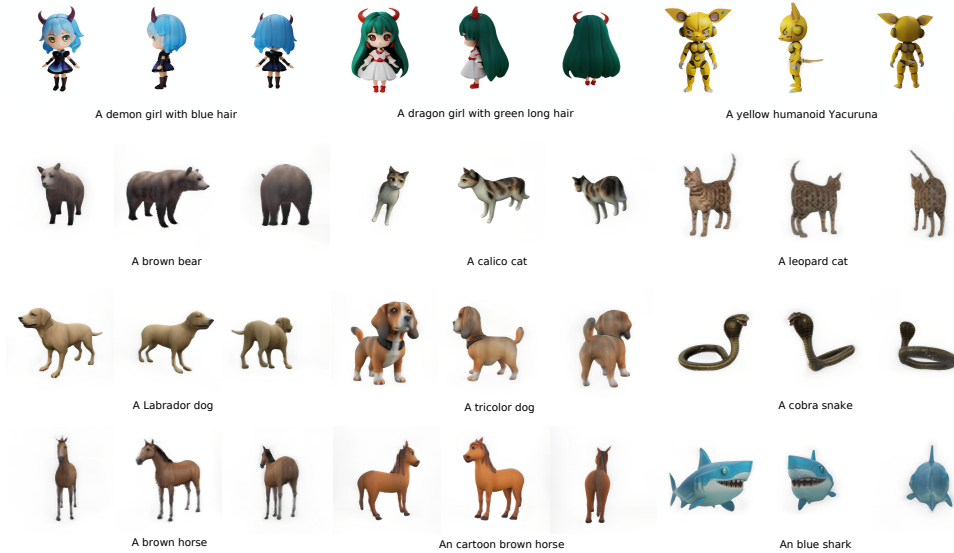 A demon girl with blue hair
A dragon girl with green long hair
A yellow humanoid Yacuruna
A brown bear
A calico cat
A leopard cat
A Labrador dog
A tricolor dog
A cobra snake
A brown horse
An cartoon brown horse
An blue shark